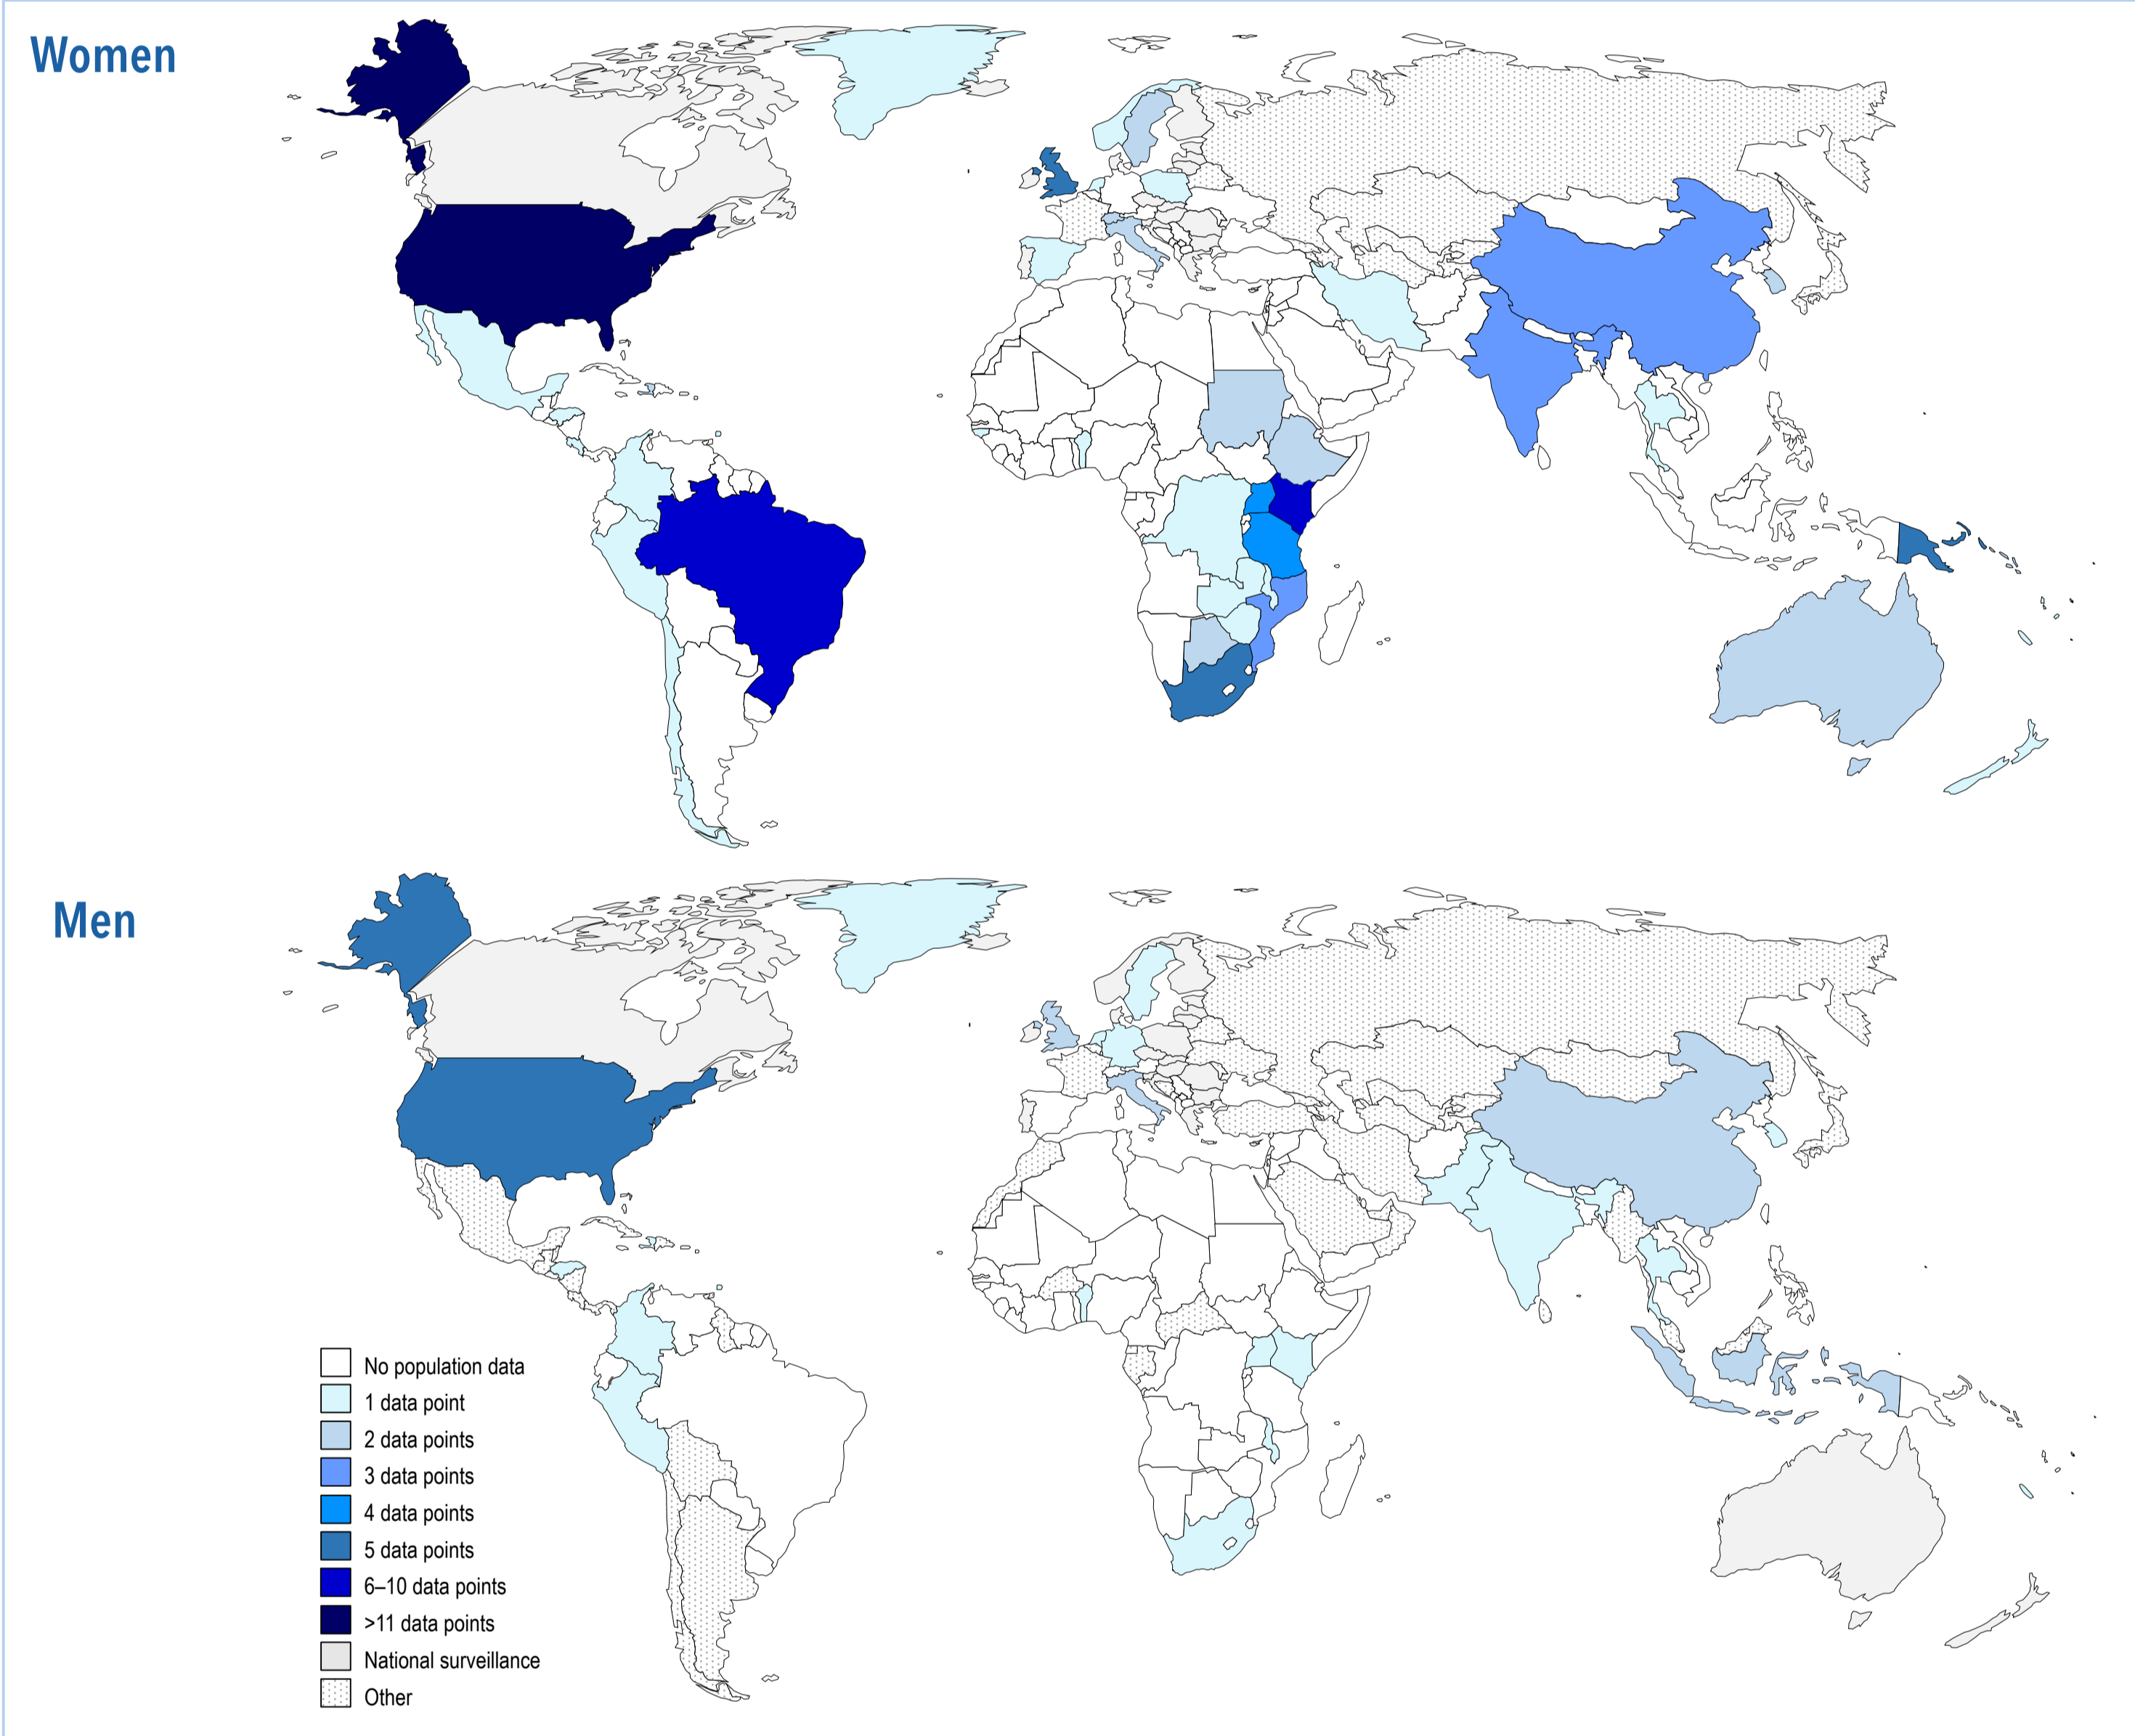 Women
Men
No population data
1 data point
2 data points
3 data points
4 data points
5 data points
6–10 data points
>11 data points
National surveillance
Other